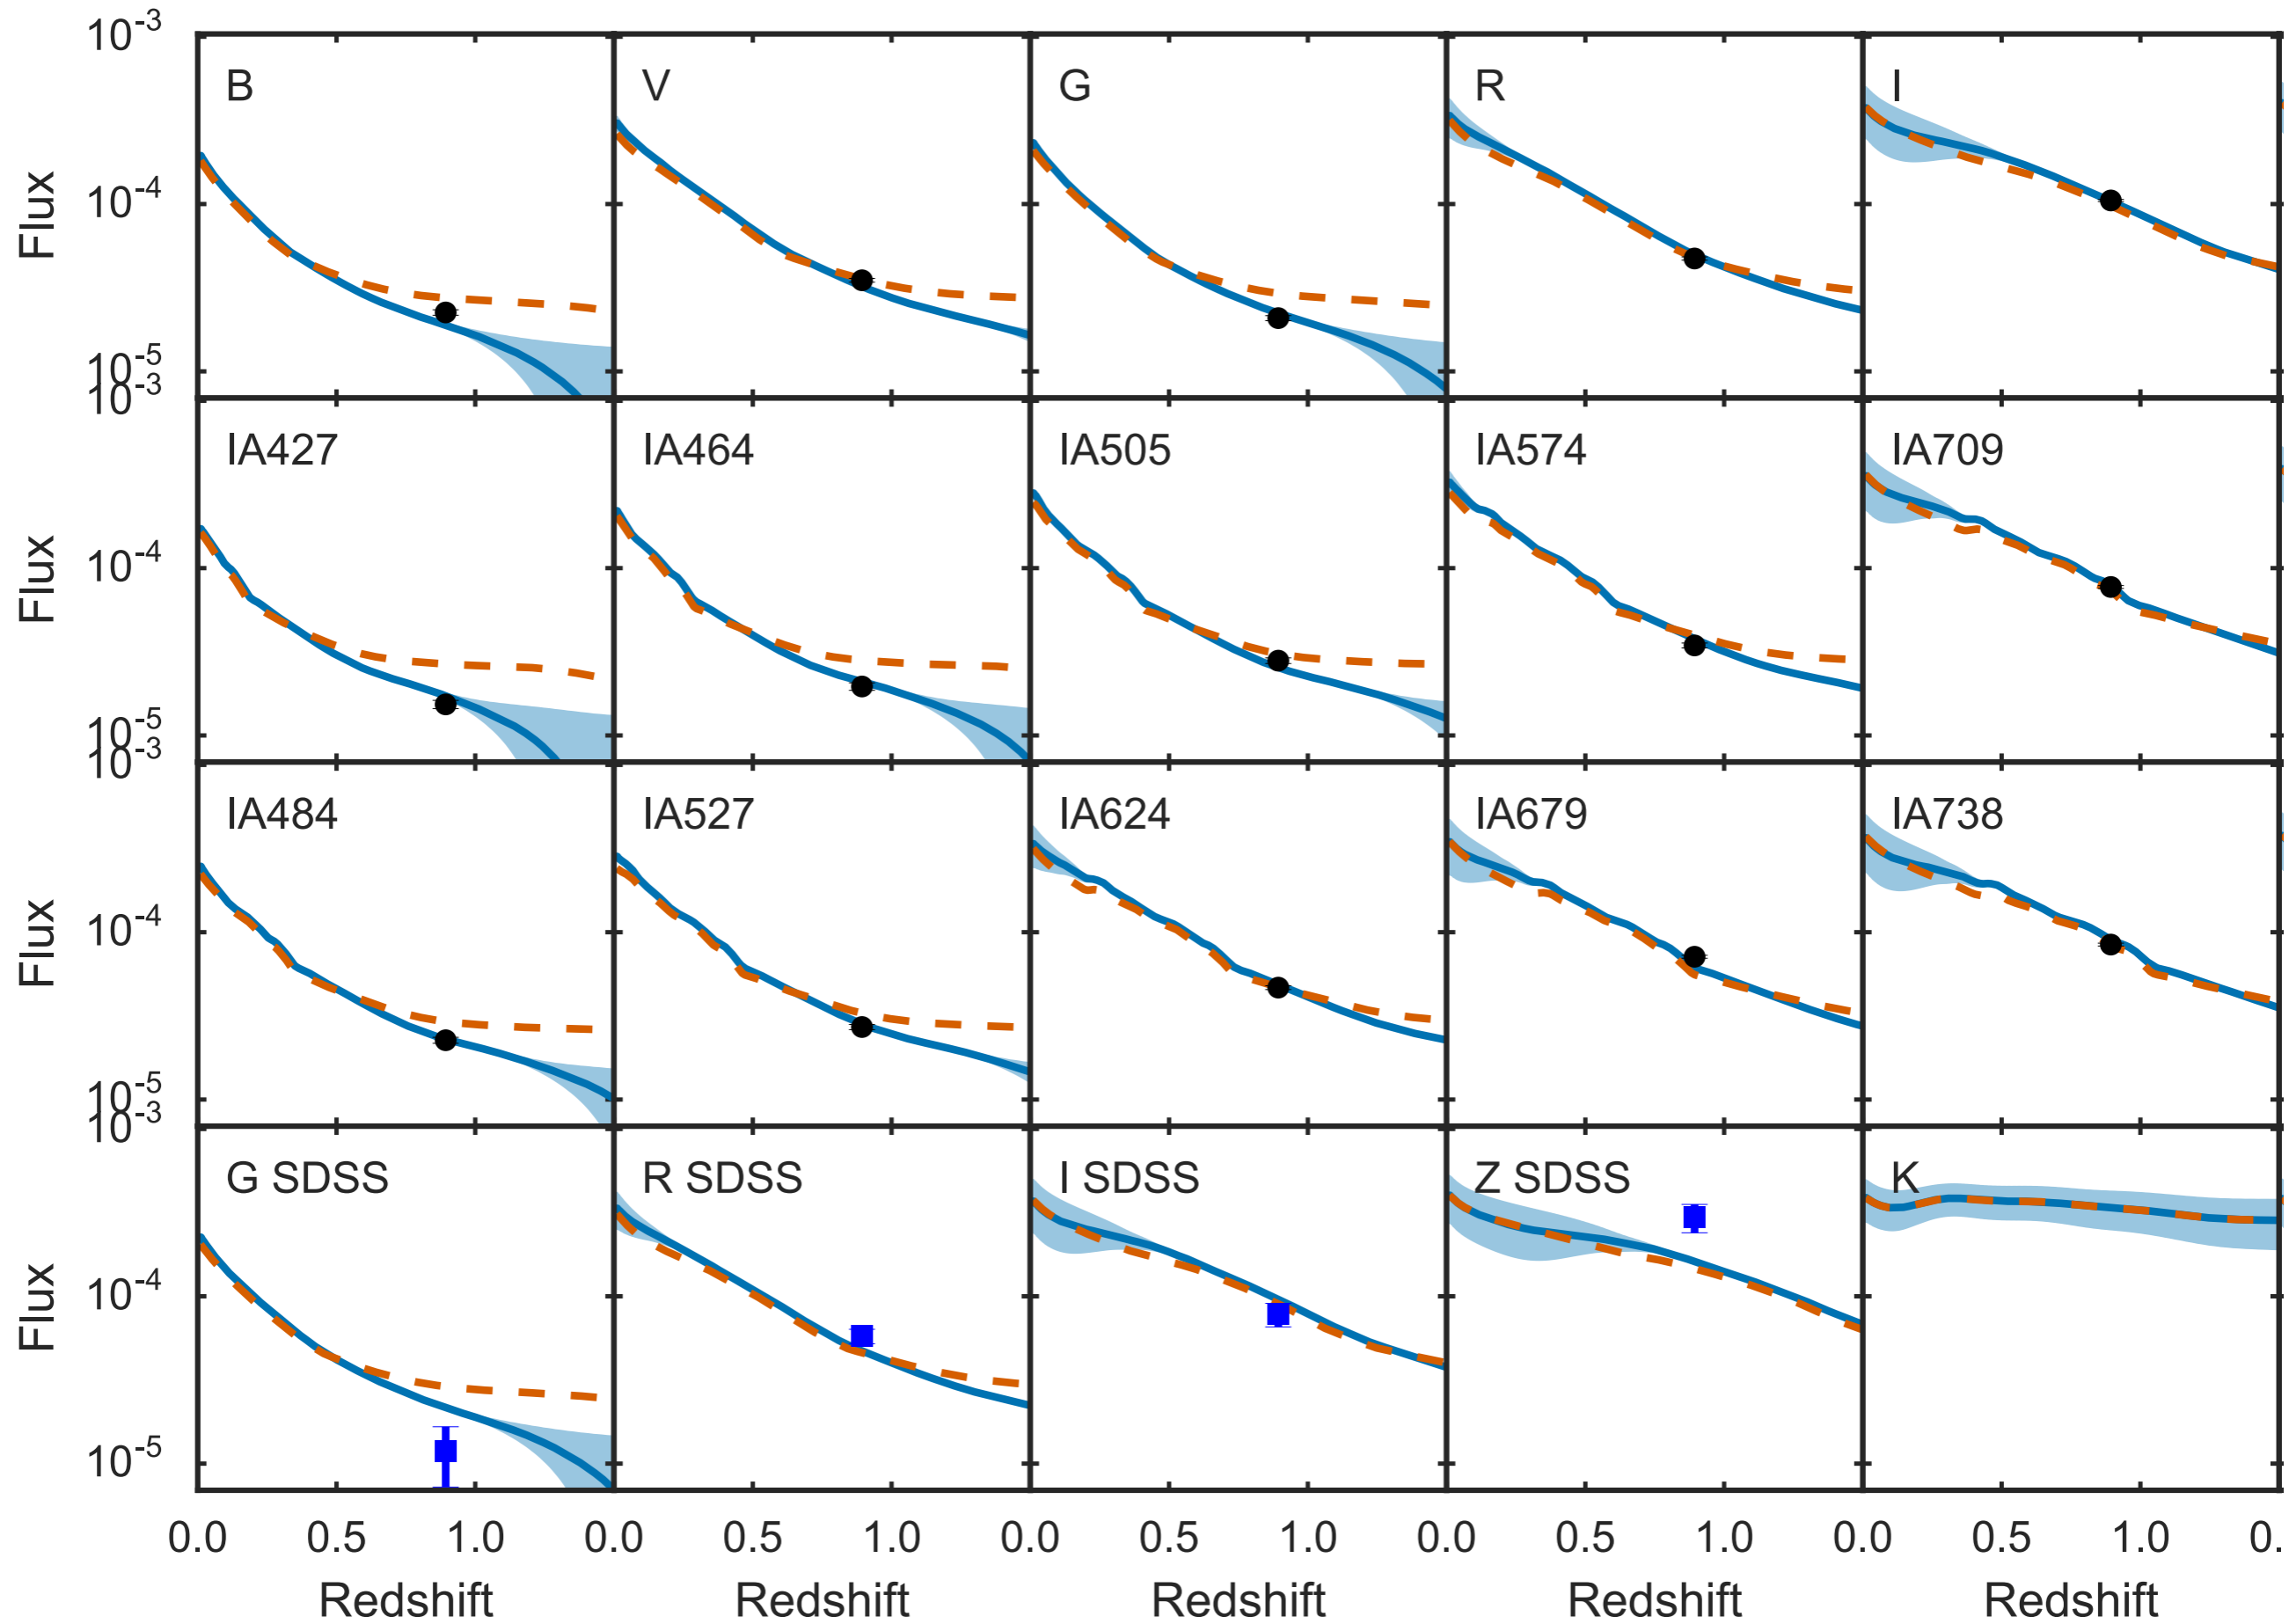 10-3
Flux
10-4
10-5
B
V
G
R
I
10-3
Flux
10-4
10-5
IA427
IA464
IA505
IA574
IA709
10-3
Flux
10-4
10-5
IA484
IA527
IA624
IA679
IA738
10-3
Flux
10-4
10-5
G SDSS
R SDSS
I SDSS
Z SDSS
K
0.0 0.5 1.0 0.0 0.5 1.0 0.0 0.5 1.0 0.0 0.5 1.0 0.0 0.5 1.0 0.
Redshift Redshift Redshift Redshift Redshift